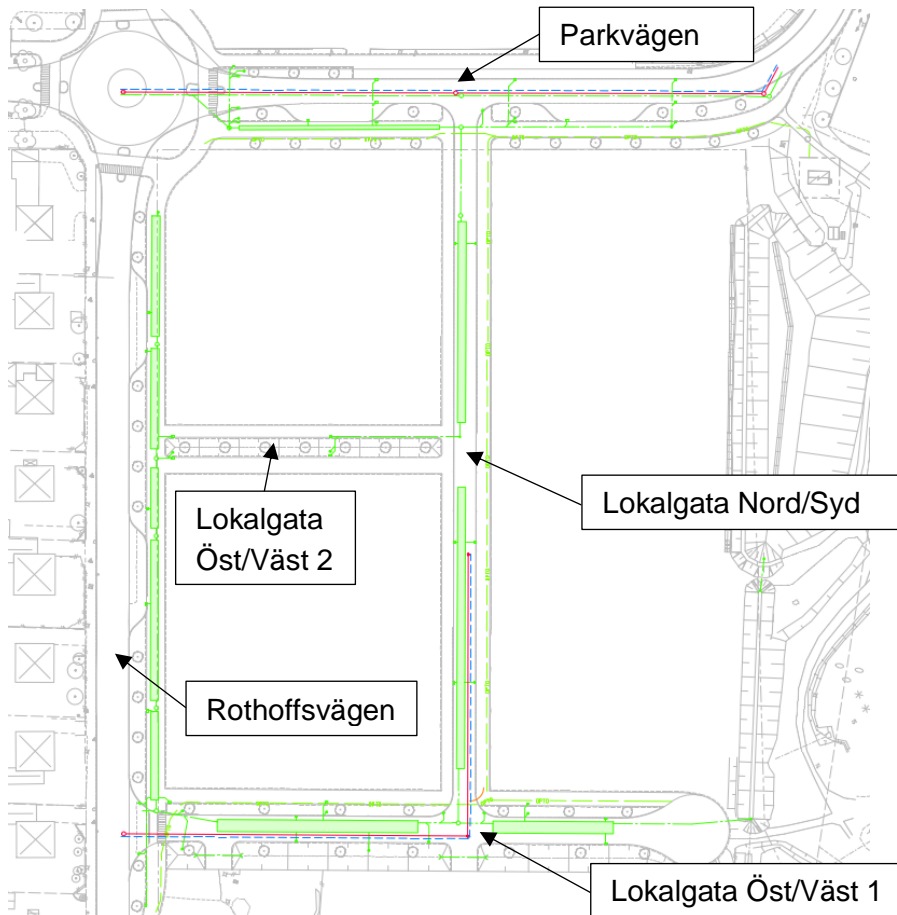 Parkvägen
Lokalgata Nord/Syd
Lokalgata
Öst/Väst 2
Rothoffsvägen
Lokalgata Öst/Väst 1